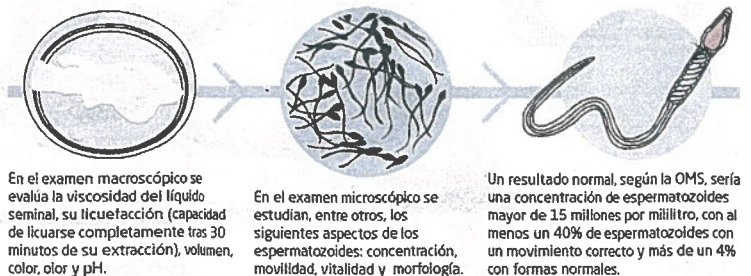 En el examen macroscópico se
evalúa la viscosidad del líquido
seminal, su licuefacción (capacidad
de licuarse completamente tras 30
minutos de su extracción), volumen,
color, olor y pH.
En el examen microscópico se
estudian, entre otros, los
siguientes aspectos de los
espermatozoides: concentración,
movilidad, vitalidad y morfología.
Un resultado normal, según la OMS, sería
una concentración de espermatozoides
mayor de 15 millones por mililitro, con al
menos un 40% de espermatozoides con
un movimiento correcto y más de un 4%
con formas normales.